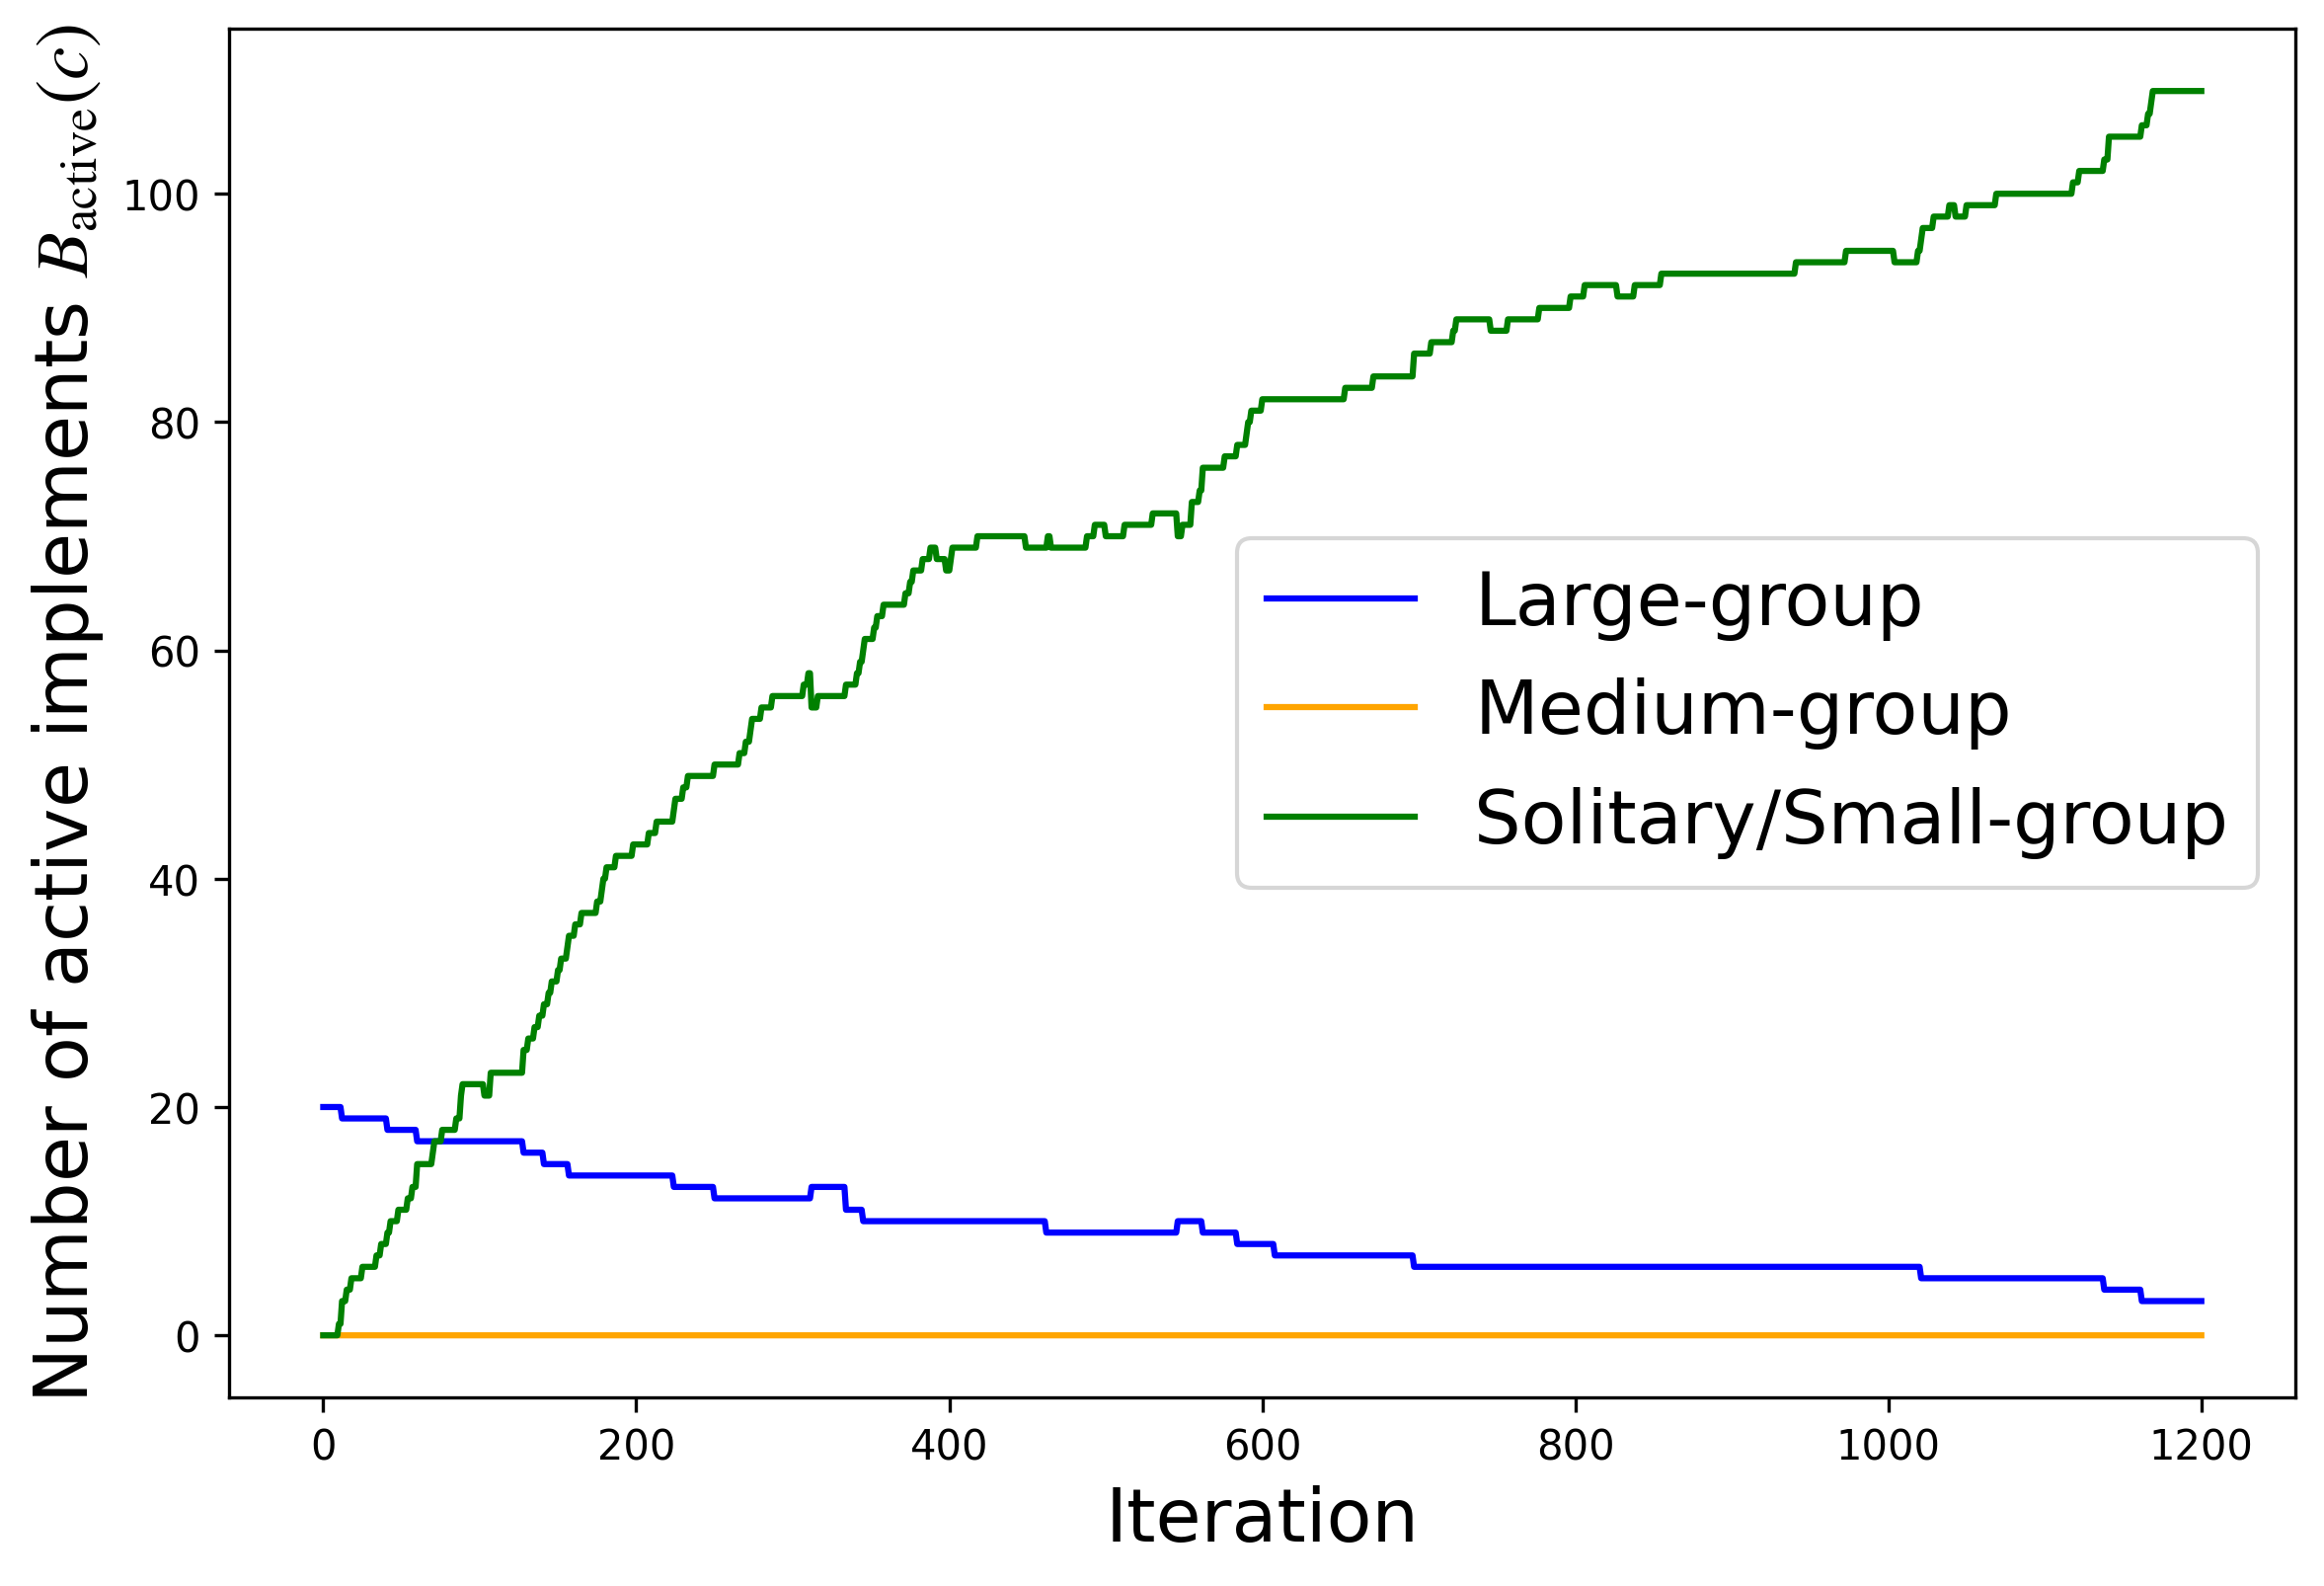 Number of active implements B_active(c)
100
80
60
40
20
0
Large-group
Medium-group
Solitary/Small-group
0 200 400 600 800 1000 1200
Iteration